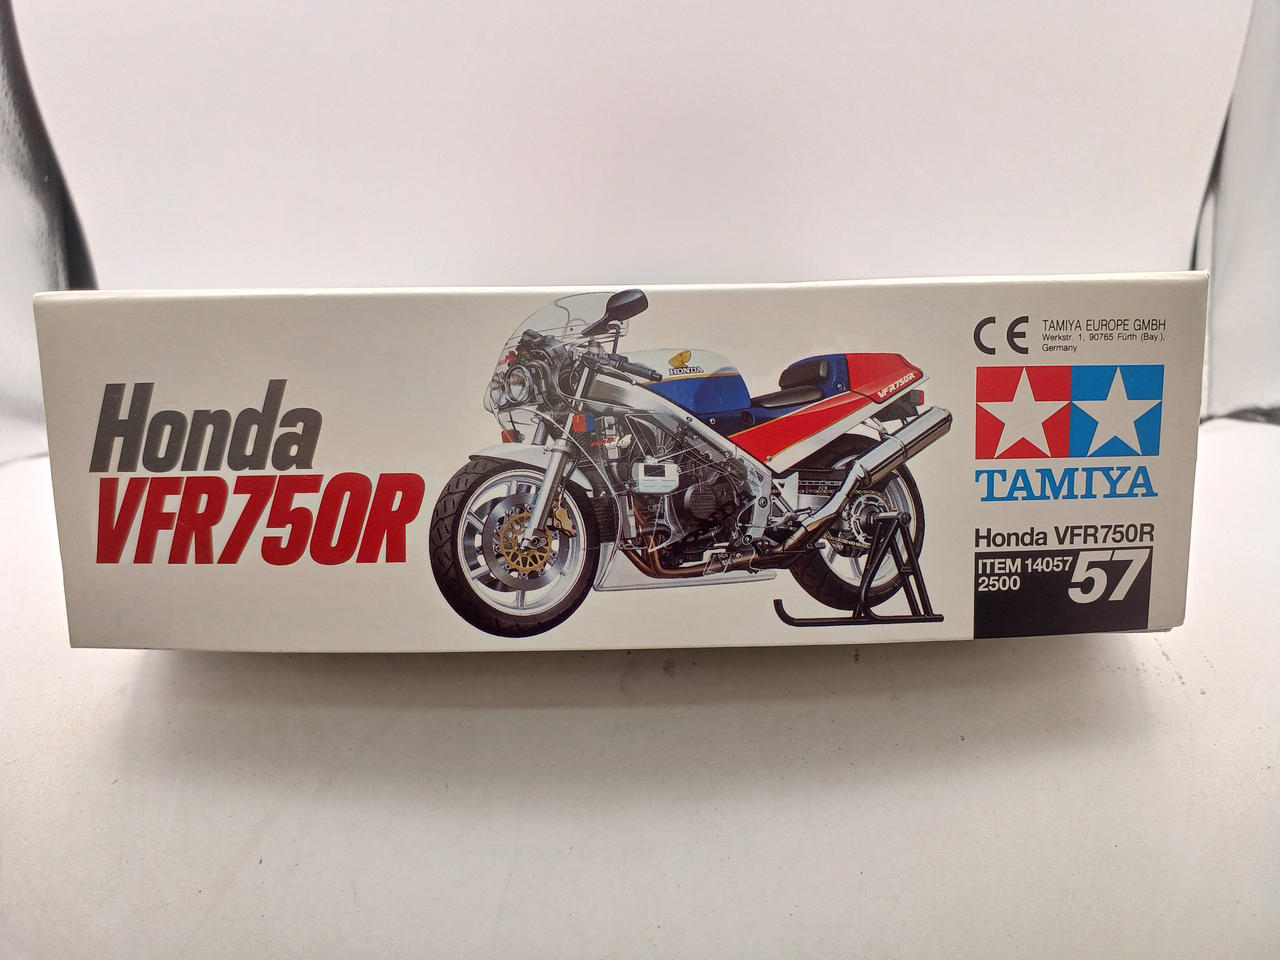 Honda
VFR750R
HONDA
VFR750R
CE
TAMIYA EUROPE GMBH
Werkstr. 1, 90765 Fürth (Bay.),
Germany
TAMIYA
Honda VFR750R
ITEM 14057
2500
57